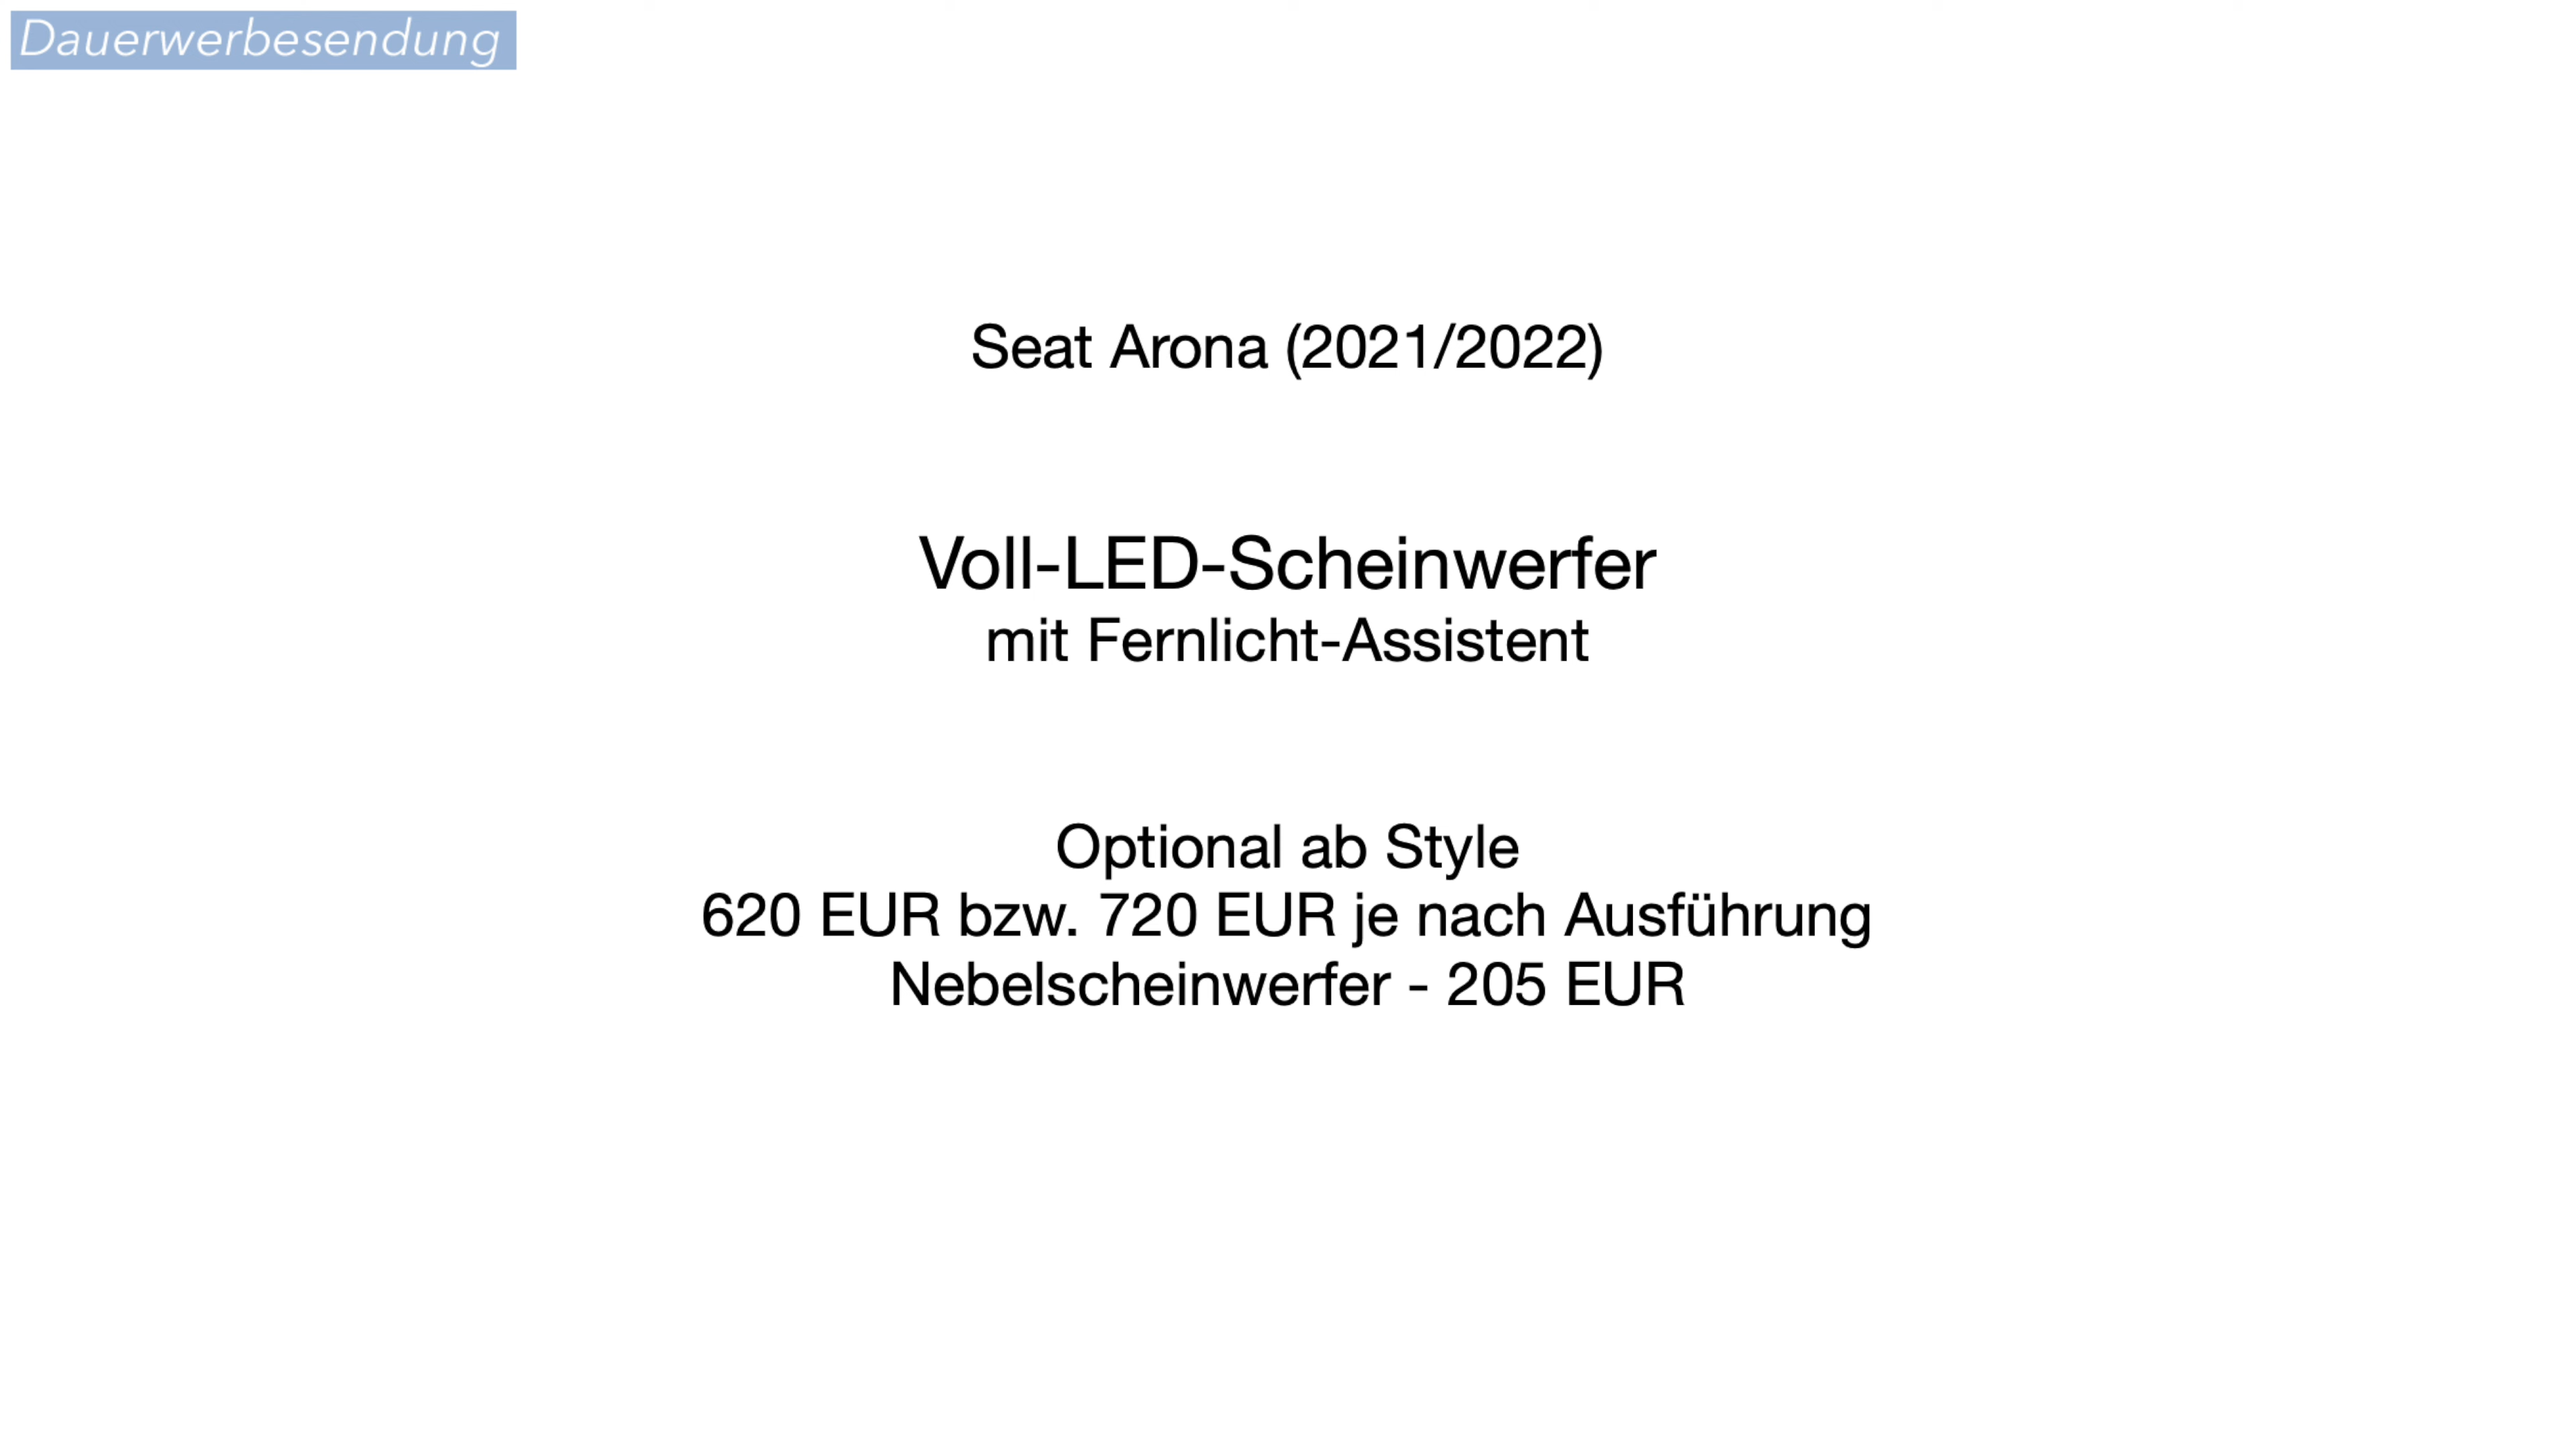 Dauerwerbesendung
Seat Arona (2021/2022)
Voll-LED-Scheinwerfer
mit Fernlicht-Assistent
Optional ab Style
620 EUR bzw. 720 EUR je nach Ausführung
Nebelscheinwerfer - 205 EUR